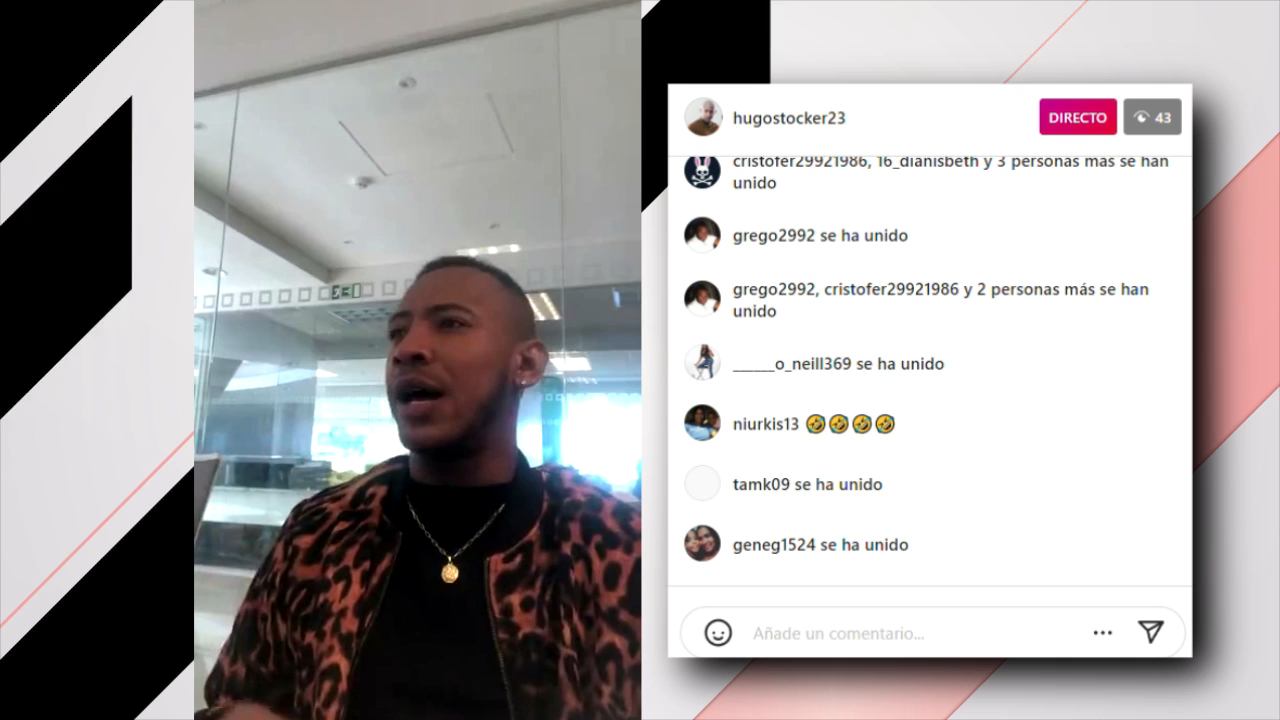 hugostocker23
DIRECTO
43
cristofer29921986, 16_dianisbeth y 3 personas más se han
unido
grego2992 se ha unido
grego2992, cristofer29921986 y 2 personas más se han
unido
_____o_neill369 se ha unido
niurkis13 🤣🤣🤣🤣
tamk09 se ha unido
geneg1524 se ha unido
Añade un comentario...